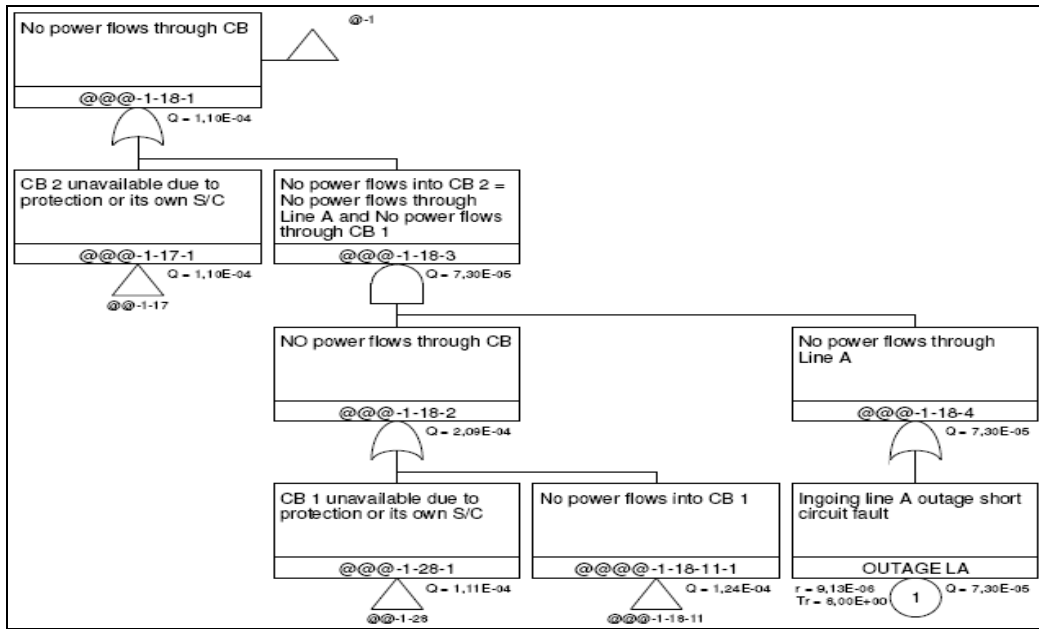 No power flows through CB
@-1
@@@-1-18-1
Q = 1,10E-04
CB 2 unavailable due to
protection or its own S/C
@@@-1-17-1
Q = 1,10E-04
@@-1-17
No power flows into CB 2 =
No power flows through
Line A and No power flows
through CB 1
@@@-1-18-3
Q = 7,30E-05
NO power flows through CB
@@@-1-18-2
Q = 2,09E-04
No power flows through
Line A
@@@-1-18-4
Q = 7,30E-05
CB 1 unavailable due to
protection or its own S/C
@@@-1-28-1
Q = 1,11E-04
@@-1-28
No power flows into CB 1
@@@@-1-18-11-1
Q = 1,24E-04
@@@-1-18-11
Ingoing line A outage short
circuit fault
OUTAGE LA
r = 9,13E-06
Tr = 8,00E+00
1
Q = 7,30E-05